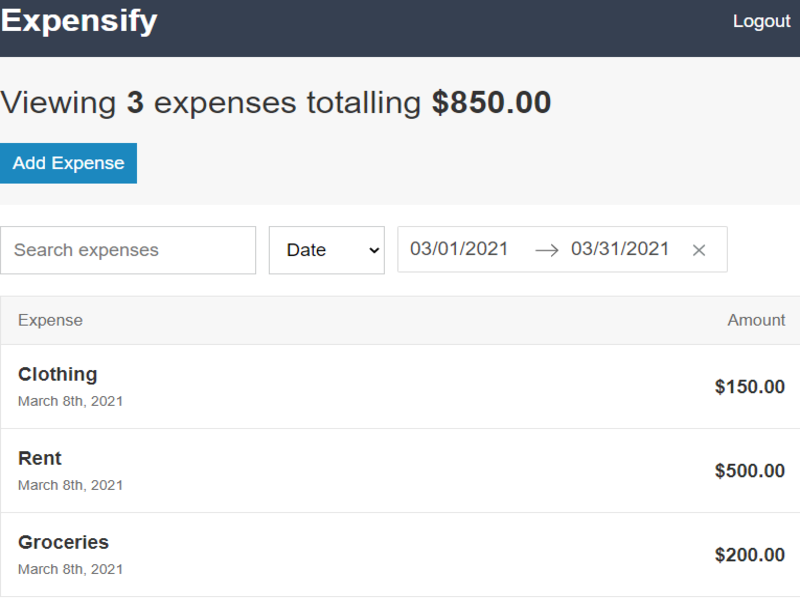 Expensify Logout
Viewing 3 expenses totalling $850.00
Add Expense
Search expenses Date 03/01/2021 → 03/31/2021
Expense Amount
Clothing
March 8th, 2021
$150.00
Rent
March 8th, 2021
$500.00
Groceries
March 8th, 2021
$200.00